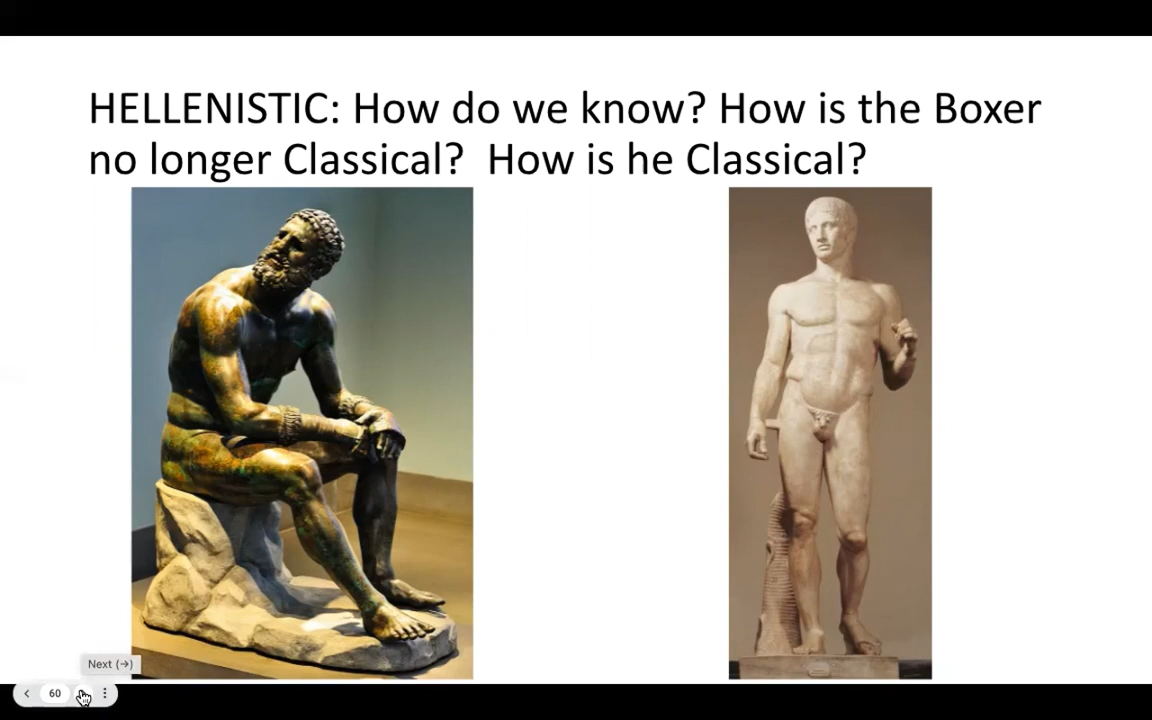 HELLENISTIC: How do we know? How is the Boxer
no longer Classical?  How is he Classical?
Next (→)
60